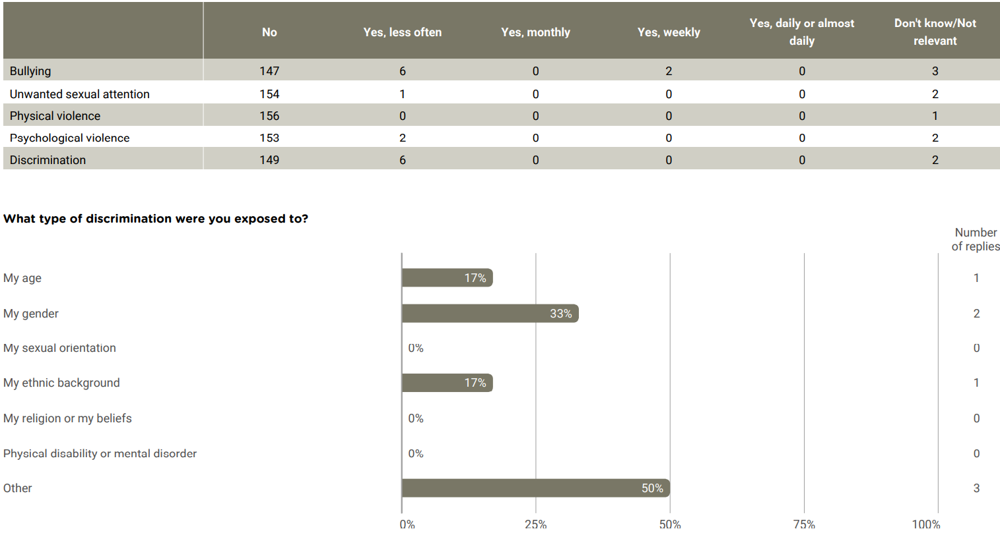 No Yes, less often Yes, monthly Yes, weekly Yes, daily or almost daily Don't know/Not relevant
Bullying 147 6 0 2 0 3
Unwanted sexual attention 154 1 0 0 0 2
Physical violence 156 0 0 0 0 1
Psychological violence 153 2 0 0 0 2
Discrimination 149 6 0 0 0 2
What type of discrimination were you exposed to?
Number
of replies
My age 17% 1
My gender 33% 2
My sexual orientation 0% 0
My ethnic background 17% 1
My religion or my beliefs 0% 0
Physical disability or mental disorder 0% 0
Other 50% 3
0% 25% 50% 75% 100%